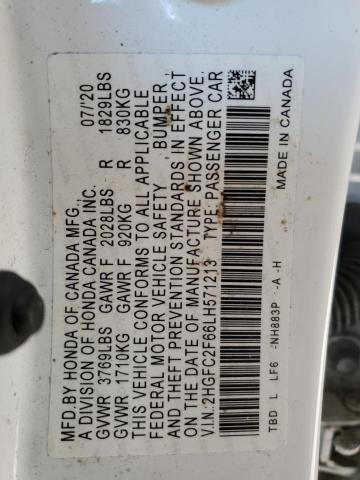 MFD.BY HONDA OF CANADA MFG.,
A DIVISION OF HONDA CANADA INC. 07/'20
GVWR 3769LBS GAWR F 2028LBS R 1829LBS
GVWR 1710KG GAWR F 920KG R 830KG
THIS VEHICLE CONFORMS TO ALL APPLICABLE
FEDERAL MOTOR VEHICLE SAFETY BUMPER,
AND THEFT PREVENTION STANDARDS IN EFFECT
ON THE DATE OF MANUFACTURE SHOWN ABOVE.
V.I.N.:2HGFC2F66LH571213 TYPE:PASSENGER CAR
TBD L LF6 -NH883P -A -H
MADE IN CANADA